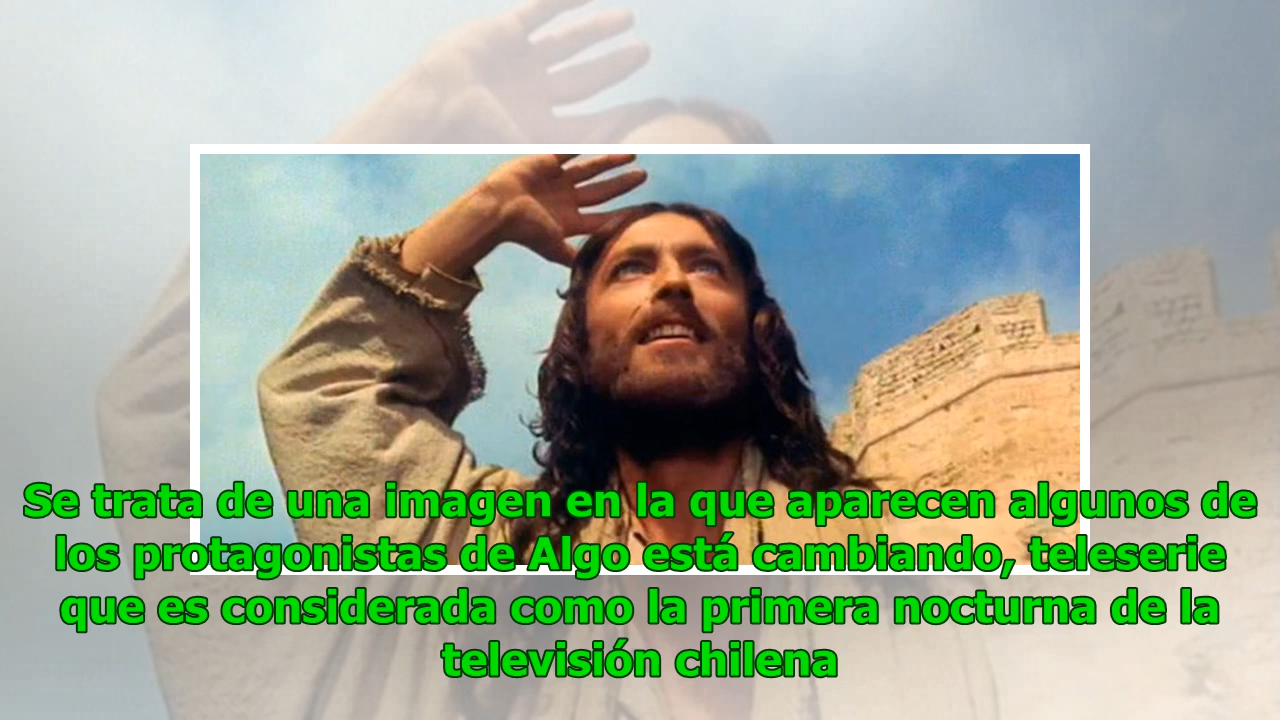 Se trata de una imagen en la que aparecen algunos de
los protagonistas de Algo está cambiando, teleserie
que es considerada como la primera nocturna de la
televisión chilena